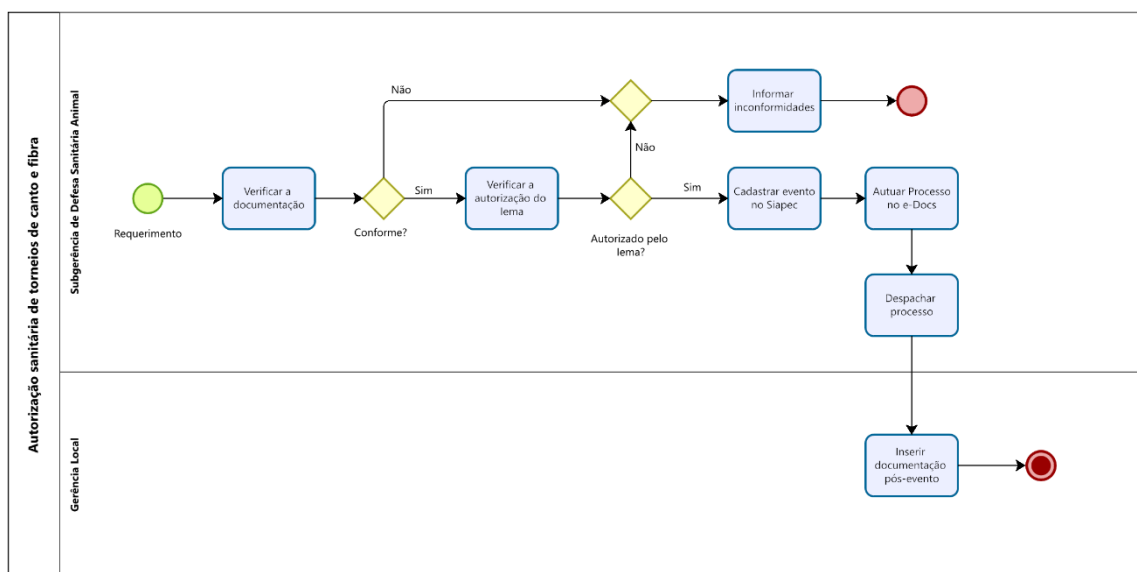 Autorização sanitária de torneios de canto e fibra
Subgerência de Defesa Sanitária Animal
Requerimento
Verificar a
documentação
Conforme?
Não
Sim
Verificar a
autorização do
Iema
Autorizado pelo
Iema?
Não
Sim
Informar
inconformidades
Cadastrar evento
no Siapec
Autuar Processo
no e-Docs
Despachar
processo
Gerência Local
Inserir
documentação
pós-evento